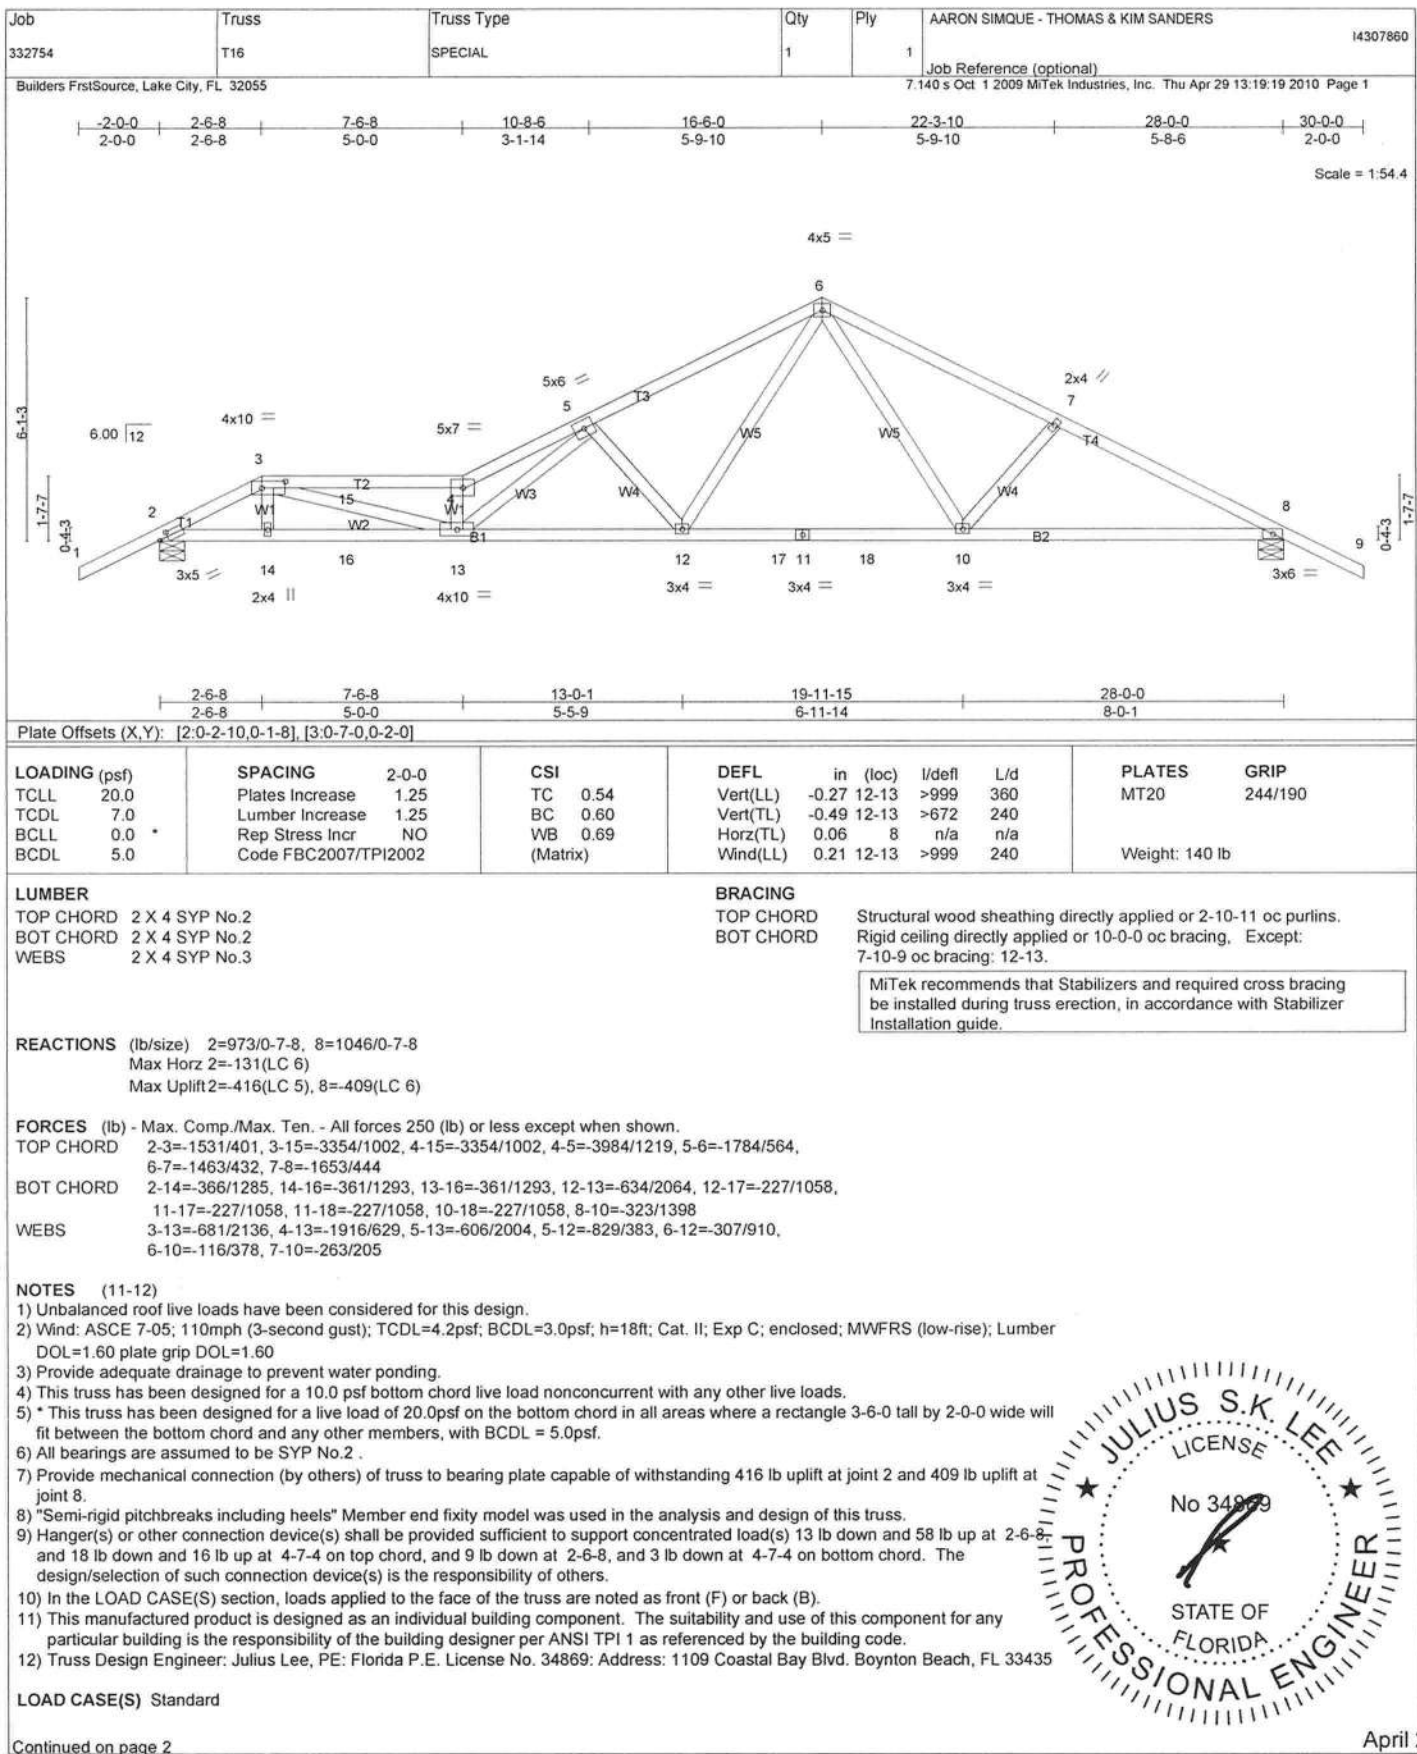 Job Truss Truss Type Qty Ply AARON SIMQUE - THOMAS & KIM SANDERS
I4307860
332754 T16 SPECIAL 1 1
Job Reference (optional)
Builders FrstSource, Lake City, FL 32055 7.140 s Oct 1 2009 MiTek Industries, Inc. Thu Apr 29 13:19:19 2010 Page 1
-2-0-0 2-6-8 7-6-8 10-8-6 16-6-0 22-3-10 28-0-0 30-0-0
2-0-0 2-6-8 5-0-0 3-1-14 5-9-10 5-9-10 5-8-6 2-0-0
Scale = 1:54.4
4x5 =
6
5x6
2x4 //
5 T3 7
6-1-3
6.00 12 4x10 = 5x7 = W5 W5 T4
3
1-7-7 T2 4 W3 W4 W4 8 1-7-7
2 T1 W1 15 W1
0-4-3 W2 B1 B2 0-4-3
1 9
16 12 17 11 18 10
3x5 14 13 3x6 =
2x4 || 4x10 = 3x4 = 3x4 = 3x4 =
2-6-8 7-6-8 13-0-1 19-11-15 28-0-0
2-6-8 5-0-0 5-5-9 6-11-14 8-0-1
Plate Offsets (X,Y): [2:0-2-10,0-1-8], [3:0-7-0,0-2-0]
LOADING (psf) SPACING 2-0-0 CSI DEFL in (loc) l/defl L/d PLATES GRIP
TCLL 20.0 Plates Increase 1.25 TC 0.54 Vert(LL) -0.27 12-13 >999 360 MT20 244/190
TCDL 7.0 Lumber Increase 1.25 BC 0.60 Vert(TL) -0.49 12-13 >672 240
BCLL 0.0 * Rep Stress Incr NO WB 0.69 Horz(TL) 0.06 8 n/a n/a
BCDL 5.0 Code FBC2007/TPI2002 (Matrix) Wind(LL) 0.21 12-13 >999 240 Weight: 140 lb
LUMBER BRACING
TOP CHORD 2 X 4 SYP No.2 TOP CHORD Structural wood sheathing directly applied or 2-10-11 oc purlins.
BOT CHORD 2 X 4 SYP No.2 BOT CHORD Rigid ceiling directly applied or 10-0-0 oc bracing, Except:
WEBS 2 X 4 SYP No.3 7-10-9 oc bracing: 12-13.
MiTek recommends that Stabilizers and required cross bracing
be installed during truss erection, in accordance with Stabilizer
Installation guide.
REACTIONS (lb/size) 2=973/0-7-8, 8=1046/0-7-8
Max Horz 2=-131(LC 6)
Max Uplift2=-416(LC 5), 8=-409(LC 6)
FORCES (lb) - Max. Comp./Max. Ten. - All forces 250 (lb) or less except when shown.
TOP CHORD 2-3=-1531/401, 3-15=-3354/1002, 4-15=-3354/1002, 4-5=-3984/1219, 5-6=-1784/564,
6-7=-1463/432, 7-8=-1653/444
BOT CHORD 2-14=-366/1285, 14-16=-361/1293, 13-16=-361/1293, 12-13=-634/2064, 12-17=-227/1058,
11-17=-227/1058, 11-18=-227/1058, 10-18=-227/1058, 8-10=-323/1398
WEBS 3-13=-681/2136, 4-13=-1916/629, 5-13=-606/2004, 5-12=-829/383, 6-12=-307/910,
6-10=-116/378, 7-10=-263/205
NOTES (11-12)
1) Unbalanced roof live loads have been considered for this design.
2) Wind: ASCE 7-05; 110mph (3-second gust); TCDL=4.2psf; BCDL=3.0psf; h=18ft; Cat. II; Exp C; enclosed; MWFRS (low-rise); Lumber
DOL=1.60 plate grip DOL=1.60
3) Provide adequate drainage to prevent water ponding.
4) This truss has been designed for a 10.0 psf bottom chord live load nonconcurrent with any other live loads.
5) * This truss has been designed for a live load of 20.0psf on the bottom chord in all areas where a rectangle 3-6-0 tall by 2-0-0 wide will
fit between the bottom chord and any other members, with BCDL = 5.0psf.
6) All bearings are assumed to be SYP No.2 .
7) Provide mechanical connection (by others) of truss to bearing plate capable of withstanding 416 lb uplift at joint 2 and 409 lb uplift at
joint 8.
8) "Semi-rigid pitchbreaks including heels" Member end fixity model was used in the analysis and design of this truss.
9) Hanger(s) or other connection device(s) shall be provided sufficient to support concentrated load(s) 13 lb down and 58 lb up at 2-6-8,
and 18 lb down and 16 lb up at 4-7-4 on top chord, and 9 lb down at 2-6-8, and 3 lb down at 4-7-4 on bottom chord. The
design/selection of such connection device(s) is the responsibility of others.
10) In the LOAD CASE(S) section, loads applied to the face of the truss are noted as front (F) or back (B).
11) This manufactured product is designed as an individual building component. The suitability and use of this component for any
particular building is the responsibility of the building designer per ANSI TPI 1 as referenced by the building code.
12) Truss Design Engineer: Julius Lee, PE: Florida P.E. License No. 34869: Address: 1109 Coastal Bay Blvd. Boynton Beach, FL 33435
LOAD CASE(S) Standard
JULIUS S.K. LEE
LICENSE
No 34869
STATE OF
FLORIDA
PROFESSIONAL ENGINEER
Continued on page 2
April